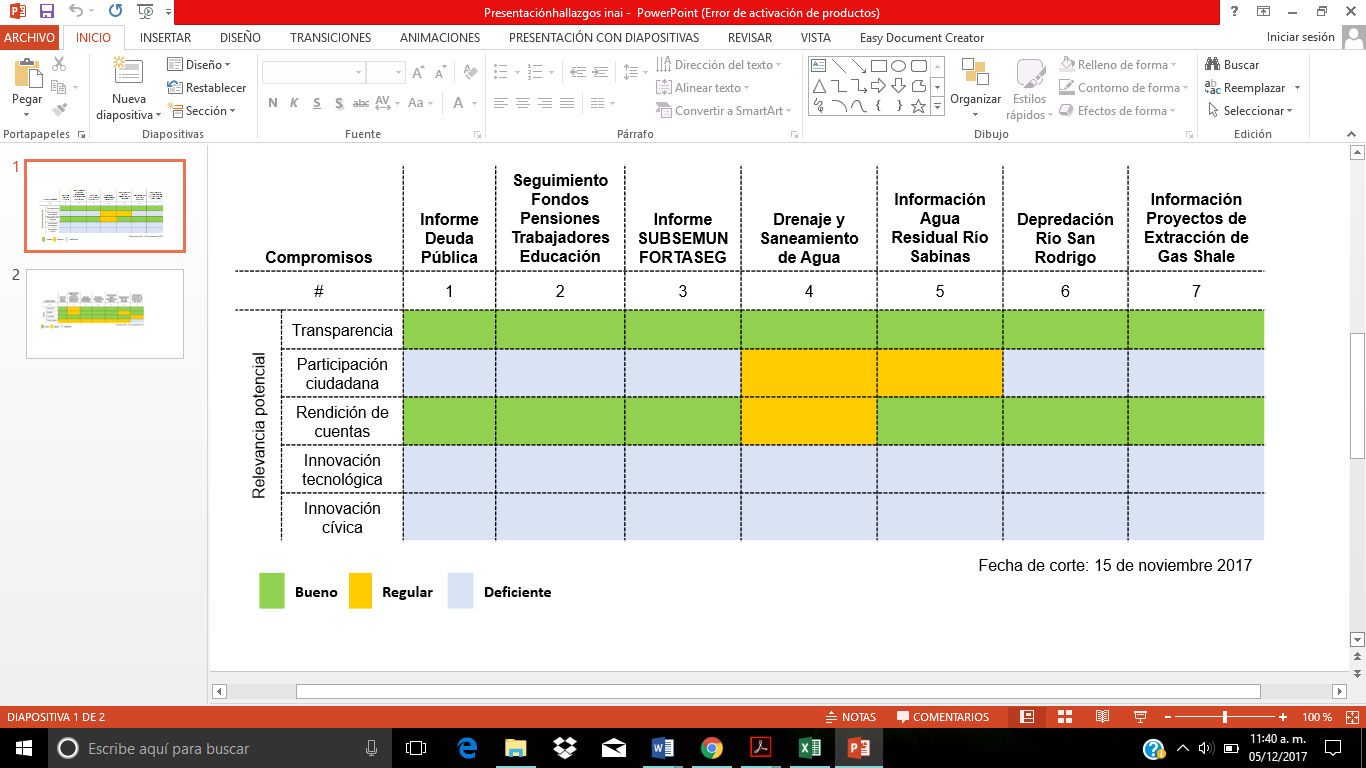 Presentaciónhallazgos inai - PowerPoint (Error de activación de productos)
ARCHIVO INICIO INSERTAR DISEÑO TRANSICIONES ANIMACIONES PRESENTACIÓN CON DIAPOSITIVAS REVISAR VISTA Easy Document Creator Iniciar sesión
Pegar
Portapapeles
Nueva
diapositiva
Diseño
Restablecer
Sección
Diapositivas
N K S S abc AV Aa A
Fuente
Dirección del texto
Alinear texto
Convertir a SmartArt
Párrafo
Organizar
Estilos
rápidos
Relleno de forma
Contorno de forma
Efectos de forma
Dibujo
Buscar
Reemplazar
Seleccionar
Edición
1
2
Compromisos
Informe
Deuda
Pública
Seguimiento
Fondos
Pensiones
Trabajadores
Educación
Informe
SUBSEMUN
FORTASEG
Drenaje y
Saneamiento
de Agua
Información
Agua
Residual Río
Sabinas
Depredación
Río San
Rodrigo
Información
Proyectos de
Extracción de
Gas Shale
# 1 2 3 4 5 6 7
Relevancia potencial
Transparencia
Participación
ciudadana
Rendición de
cuentas
Innovación
tecnológica
Innovación
cívica
Fecha de corte: 15 de noviembre 2017
Bueno Regular Deficiente
DIAPOSITIVA 1 DE 2 NOTAS COMENTARIOS 100 %
Escribe aquí para buscar
11:40 a. m.
05/12/2017